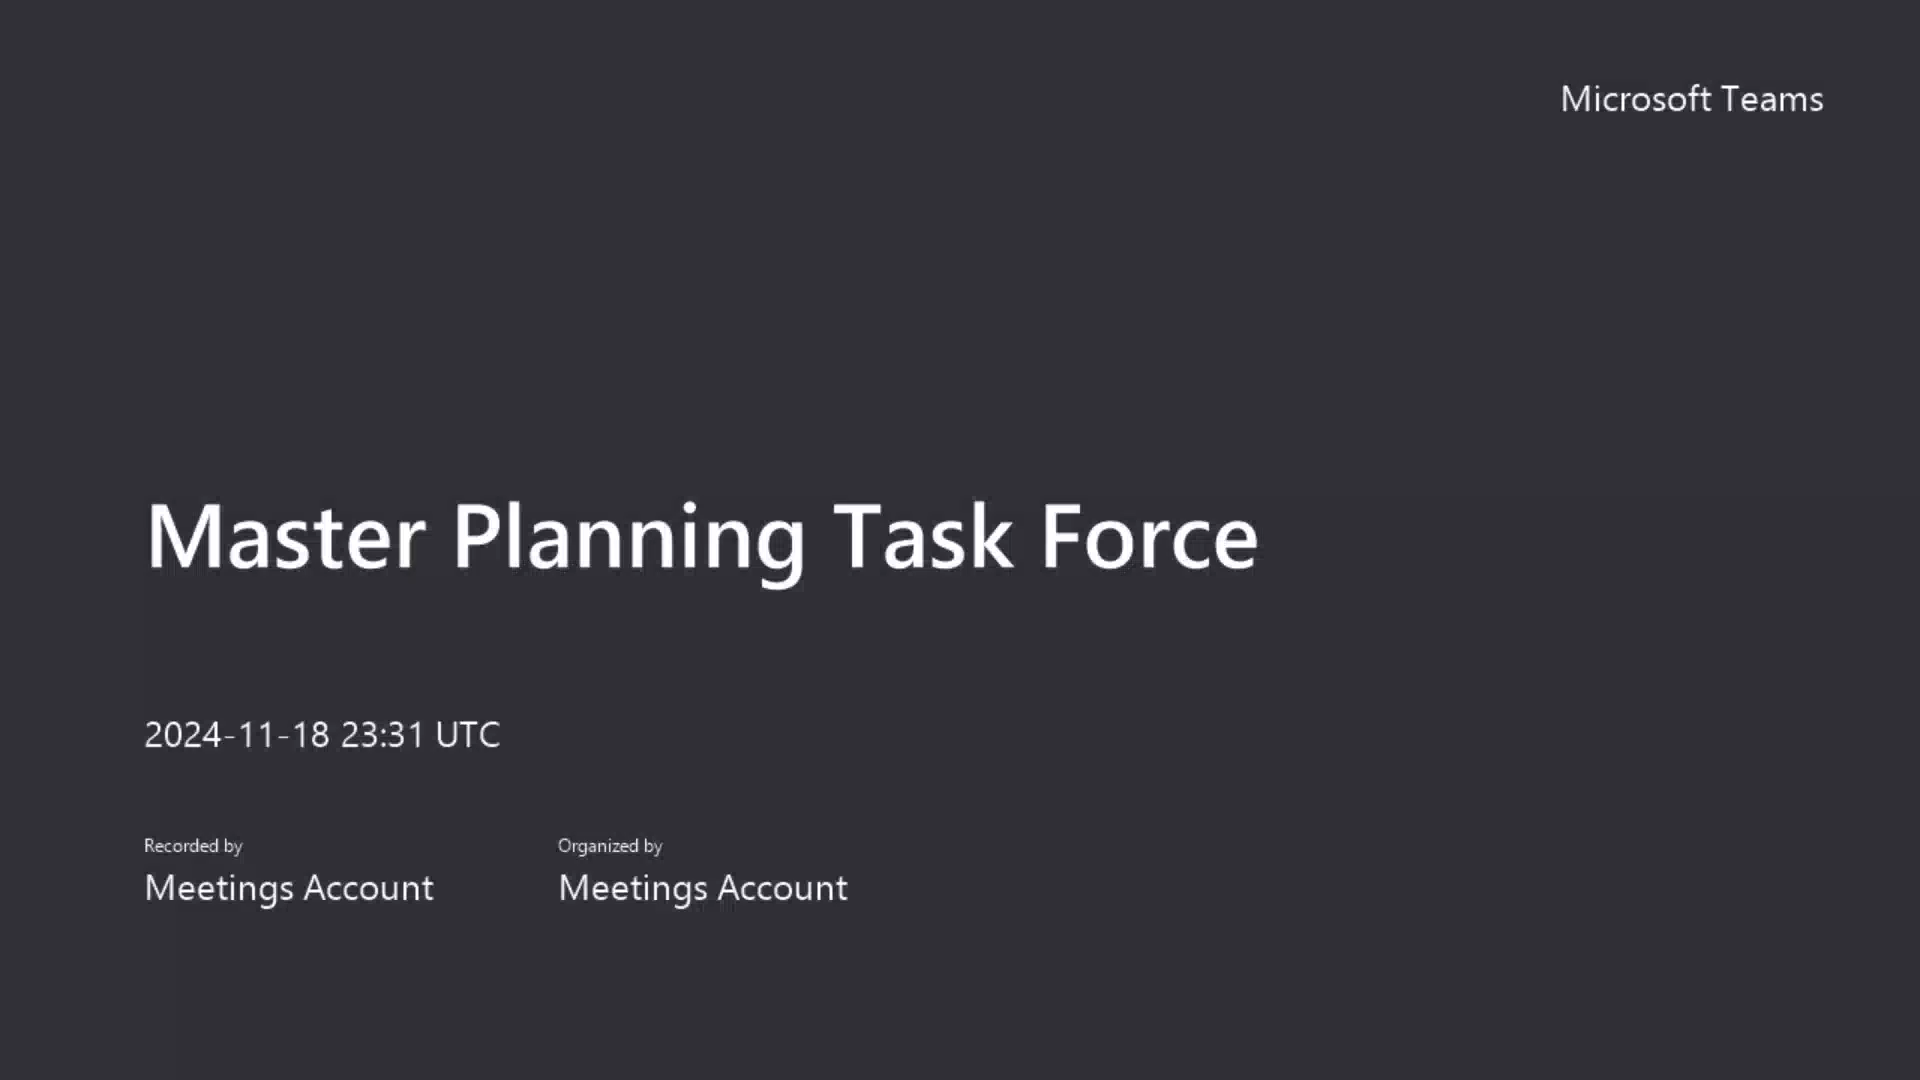 Microsoft Teams
Master Planning Task Force
2024-11-18 23:31 UTC
Recorded by
Meetings Account
Organized by
Meetings Account